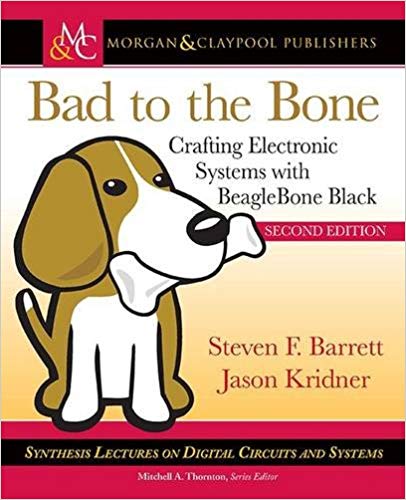 M&C
MORGAN & CLAYPOOL PUBLISHERS
Bad to the Bone
Crafting Electronic
Systems with
BeagleBone Black
SECOND EDITION
Steven F. Barrett
Jason Kridner
SYNTHESIS LECTURES ON DIGITAL CIRCUITS AND SYSTEMS
Mitchell A. Thornton, Series Editor